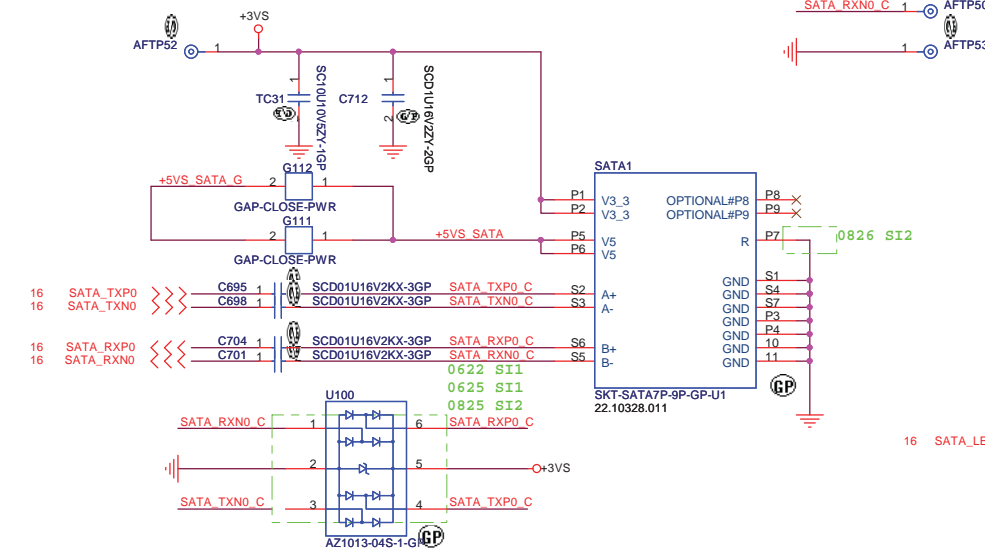 SATA_RXN0_C 1 AFTP50
+3VS
AFTP52 1
1 AFTP53
1 1
TC31 C712
2
SC10U10V5ZY-1GP
SCD1U16V2ZY-2GP
G112
+5VS_SATA_G 2 1
GAP-CLOSE-PWR
G111
2 1 +5VS_SATA
GAP-CLOSE-PWR
SATA1
P1 V3_3 OPTIONAL#P8 P8
P2 V3_3 OPTIONAL#P9 P9
P5 V5 R P7 0826 SI2
P6 V5
GND S1
GND S4
GND S7
GND P3
GND P4
GND 10
GND 11
16 SATA_TXP0 C695 1 SCD01U16V2KX-3GP SATA_TXP0_C S2 A+
16 SATA_TXN0 C698 1 SCD01U16V2KX-3GP SATA_TXN0_C S3 A-
16 SATA_RXP0 C704 1 SCD01U16V2KX-3GP SATA_RXP0_C S6 B+
16 SATA_RXN0 C701 1 SCD01U16V2KX-3GP SATA_RXN0_C S5 B-
GP
SKT-SATA7P-9P-GP-U1
22.10328.011
0622 SI1
0625 SI1
0825 SI2
U100
SATA_RXN0_C 1 6 SATA_RXP0_C
2 5 +3VS
SATA_TXN0_C 3 4 SATA_TXP0_C
AZ1013-04S-1-GP
GP
16 SATA_LE